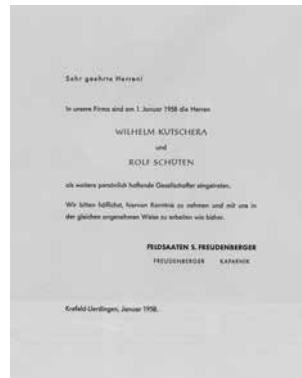 Sehr geehrte Herren!
In unsere Firma sind am 1. Januar 1958 die Herren
WILHELM KUTSCHERA
und
ROLF SCHÜTEN
als weitere persönlich haftende Gesellschafter eingetreten.
Wir bitten höflichst, hiervon Kenntnis zu nehmen und mit uns in
der gleichen angenehmen Weise zu arbeiten wie bisher.
FELDSAATEN S. FREUDENBERGER
FREUDENBERGER KAPARNIK
Krefeld-Uerdingen, Januar 1958.